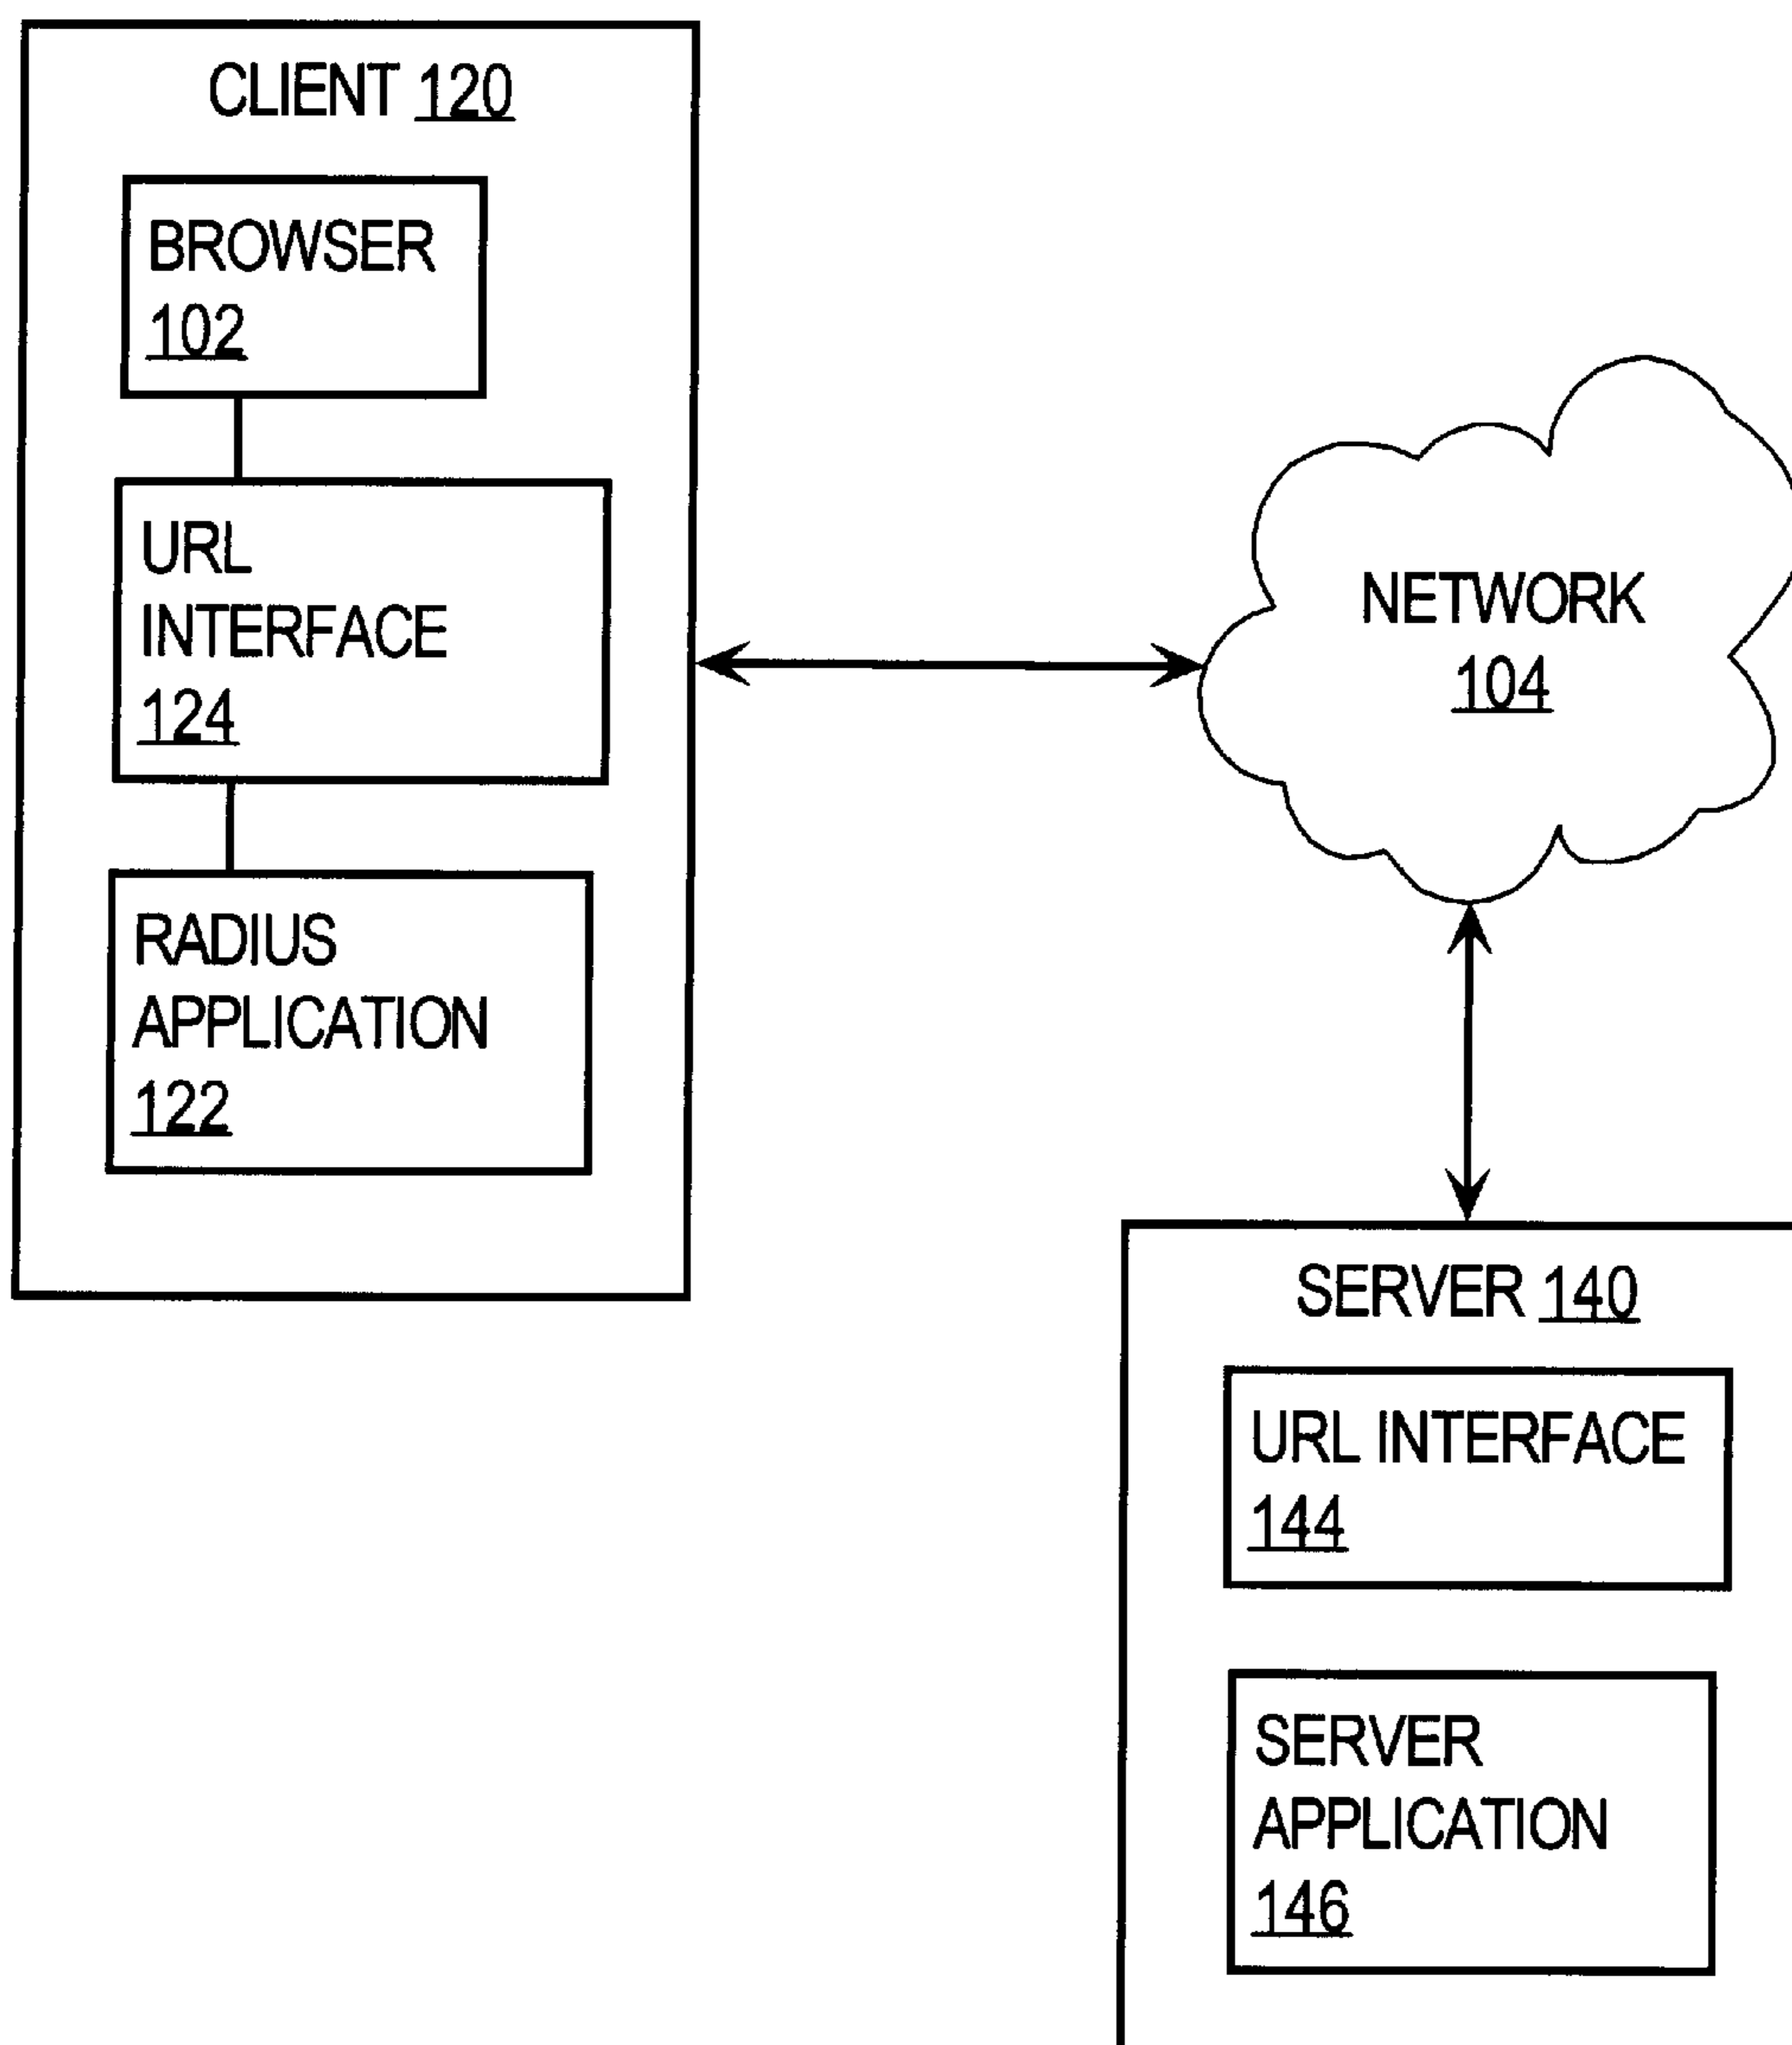 CLIENT 120
BROWSER
102
URL
INTERFACE
124
RADIUS
APPLICATION
122
NETWORK
104
SERVER 140
URL INTERFACE
144
SERVER
APPLICATION
146